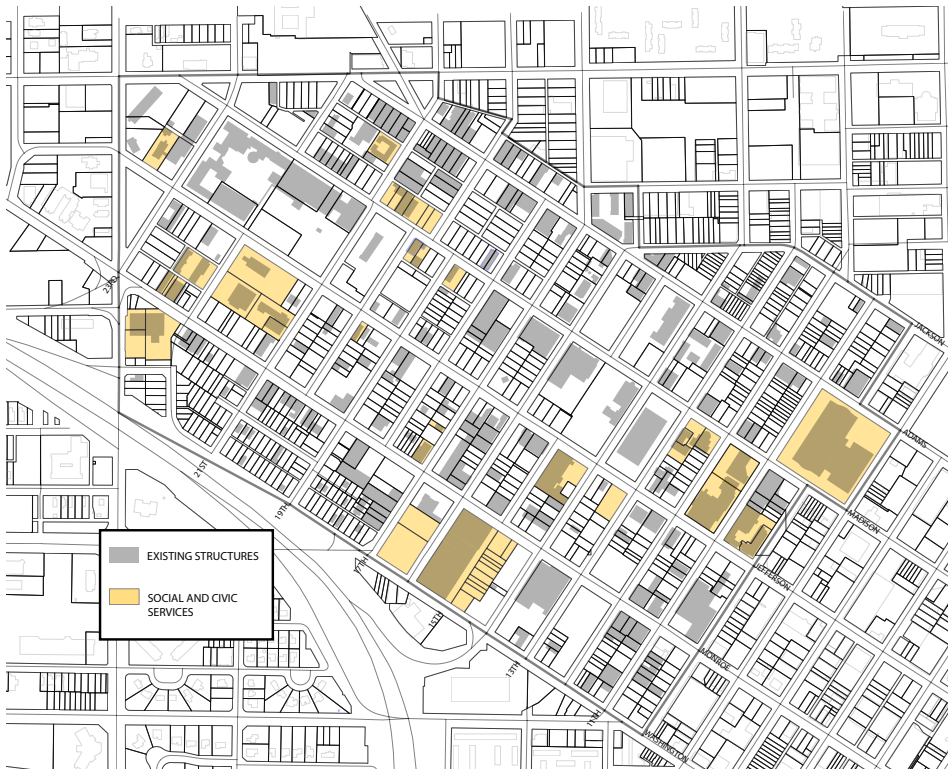 JACKSON
ADAMS
MADISON
JEFFERSON
MONROE
WASHINGTON
23RD
21ST
19TH
17TH
15TH
13TH
11TH
EXISTING STRUCTURES
SOCIAL AND CIVIC
SERVICES